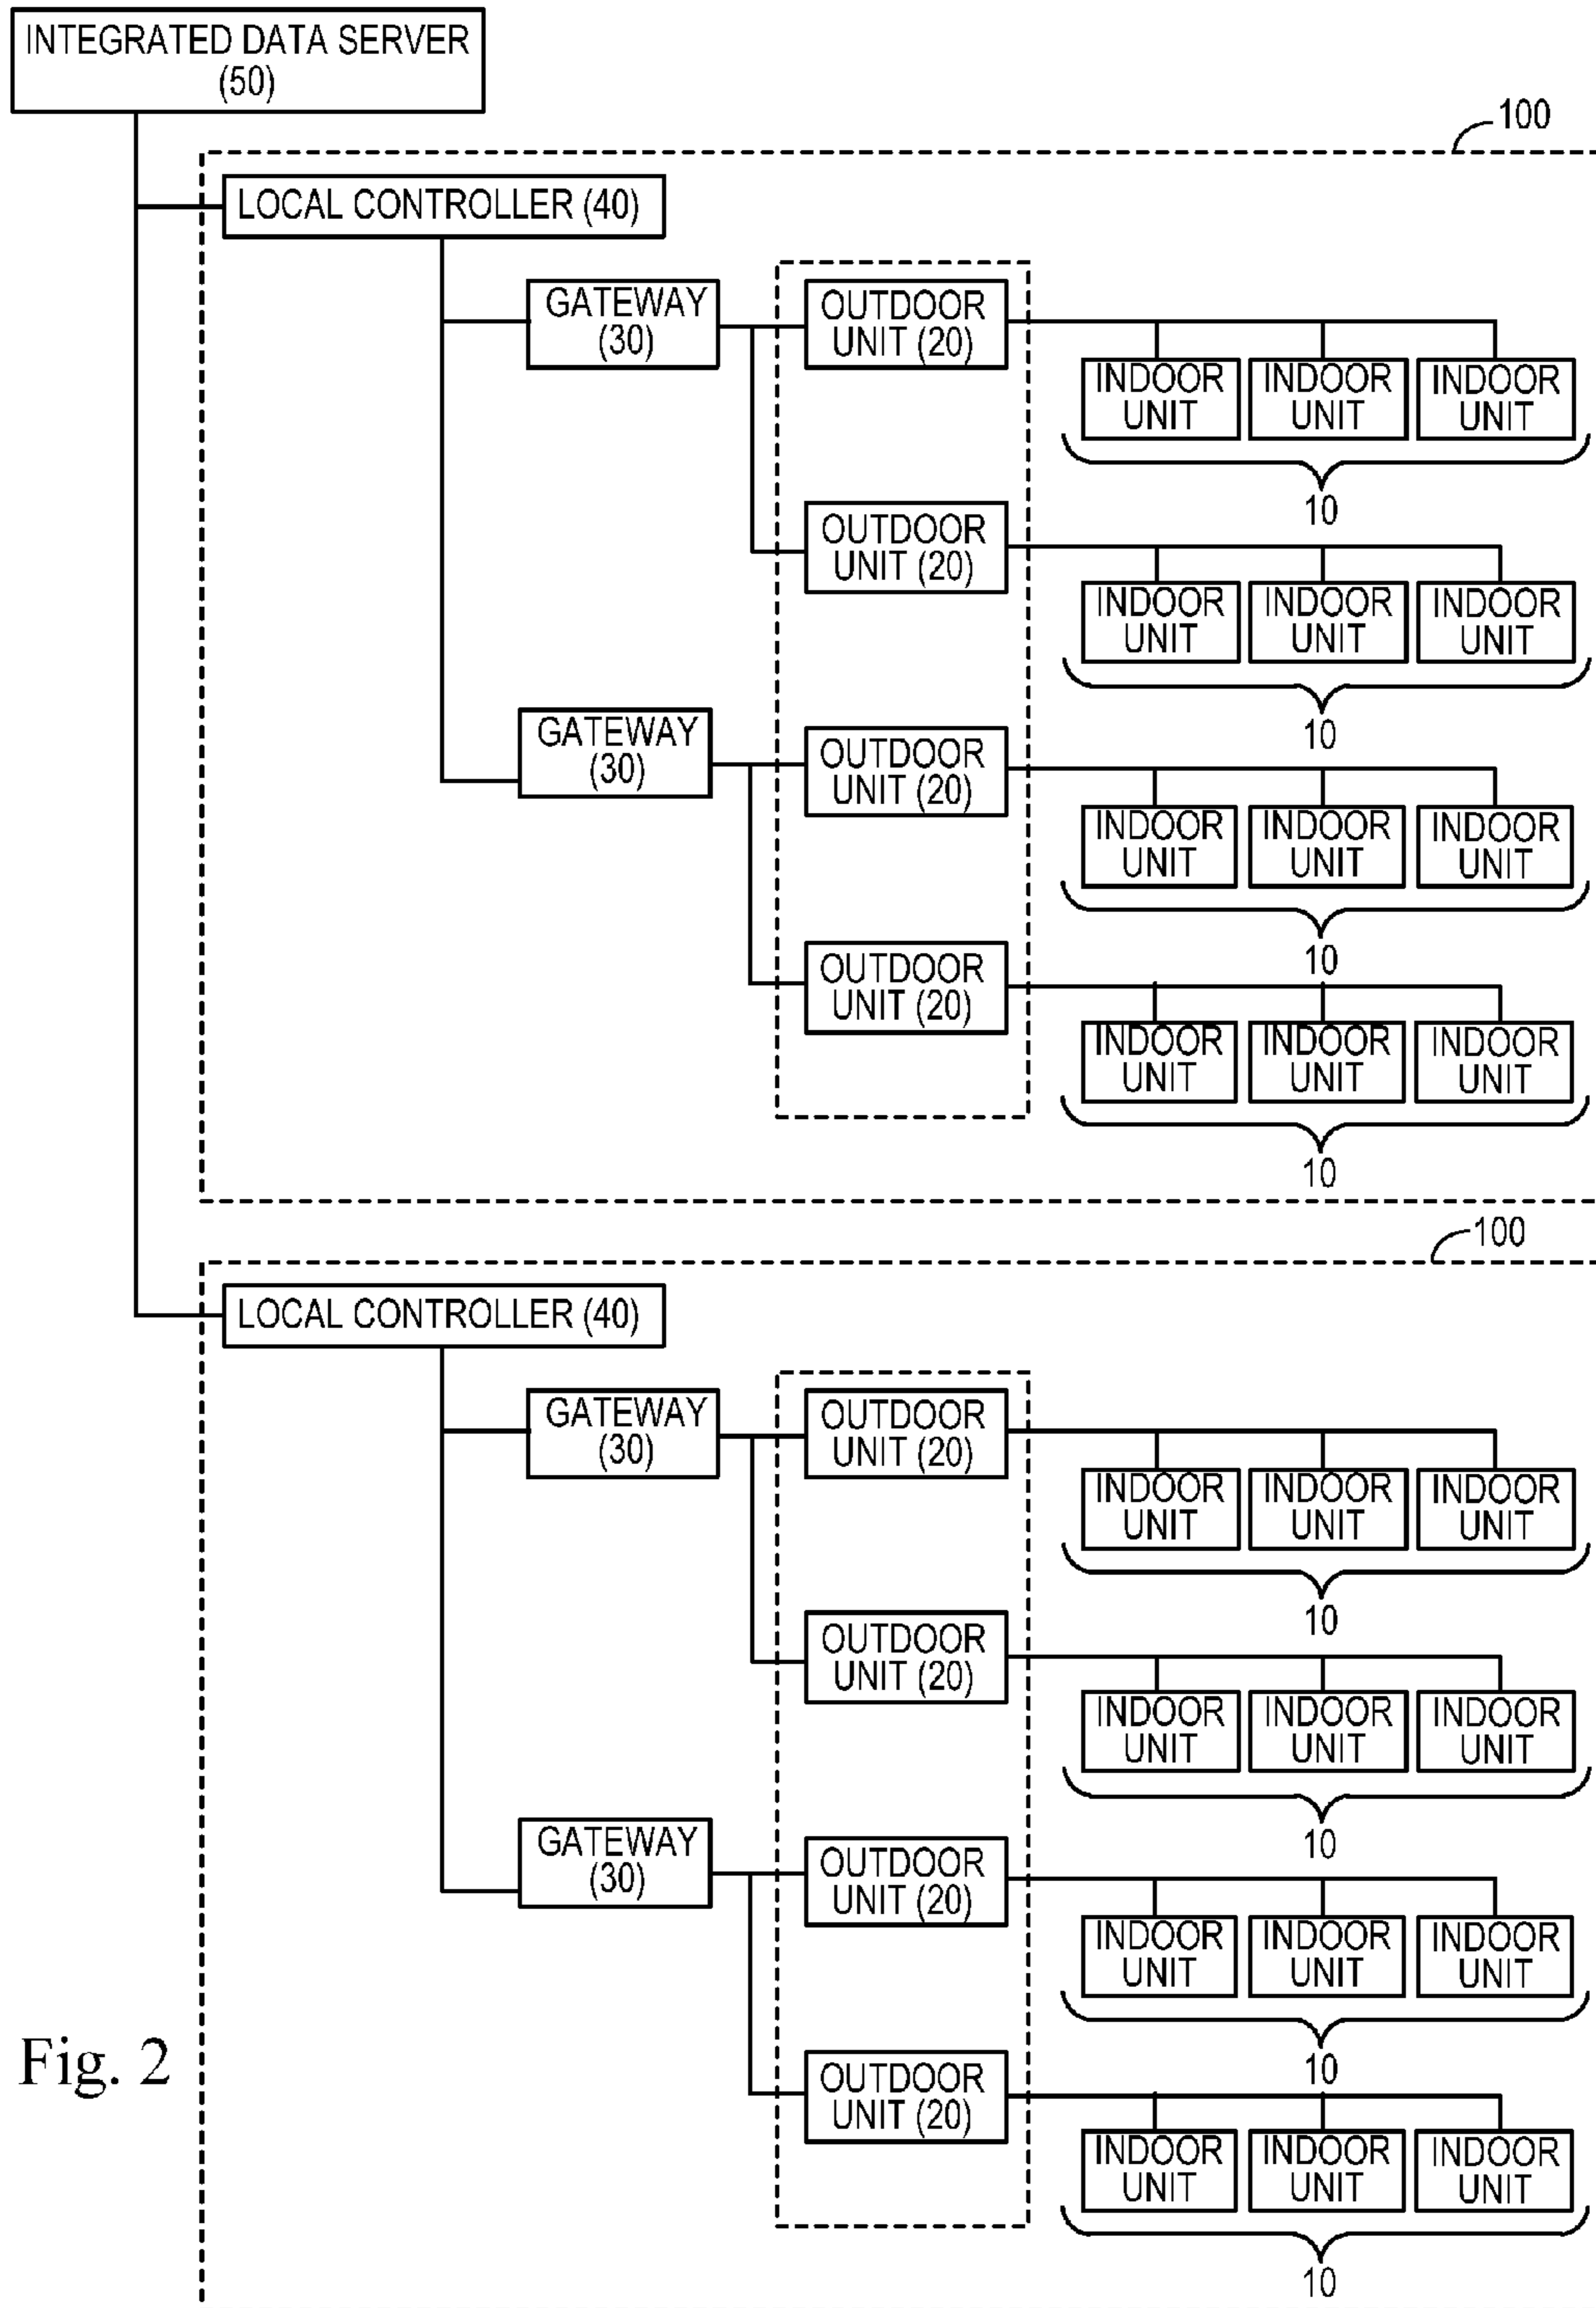 INTEGRATED DATA SERVER
(50)
100
LOCAL CONTROLLER (40)
GATEWAY
(30)
OUTDOOR
UNIT (20)
INDOOR
UNIT
INDOOR
UNIT
INDOOR
UNIT
10
OUTDOOR
UNIT (20)
INDOOR
UNIT
INDOOR
UNIT
INDOOR
UNIT
10
GATEWAY
(30)
OUTDOOR
UNIT (20)
INDOOR
UNIT
INDOOR
UNIT
INDOOR
UNIT
10
OUTDOOR
UNIT (20)
INDOOR
UNIT
INDOOR
UNIT
INDOOR
UNIT
10
100
LOCAL CONTROLLER (40)
GATEWAY
(30)
OUTDOOR
UNIT (20)
INDOOR
UNIT
INDOOR
UNIT
INDOOR
UNIT
10
OUTDOOR
UNIT (20)
INDOOR
UNIT
INDOOR
UNIT
INDOOR
UNIT
10
GATEWAY
(30)
OUTDOOR
UNIT (20)
INDOOR
UNIT
INDOOR
UNIT
INDOOR
UNIT
10
OUTDOOR
UNIT (20)
INDOOR
UNIT
INDOOR
UNIT
INDOOR
UNIT
10
Fig. 2